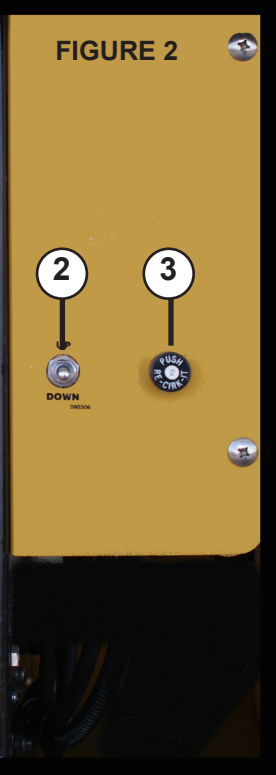 FIGURE 2
2
3
UP
DOWN
090306
PUSH
RE-CIRK-IT
2